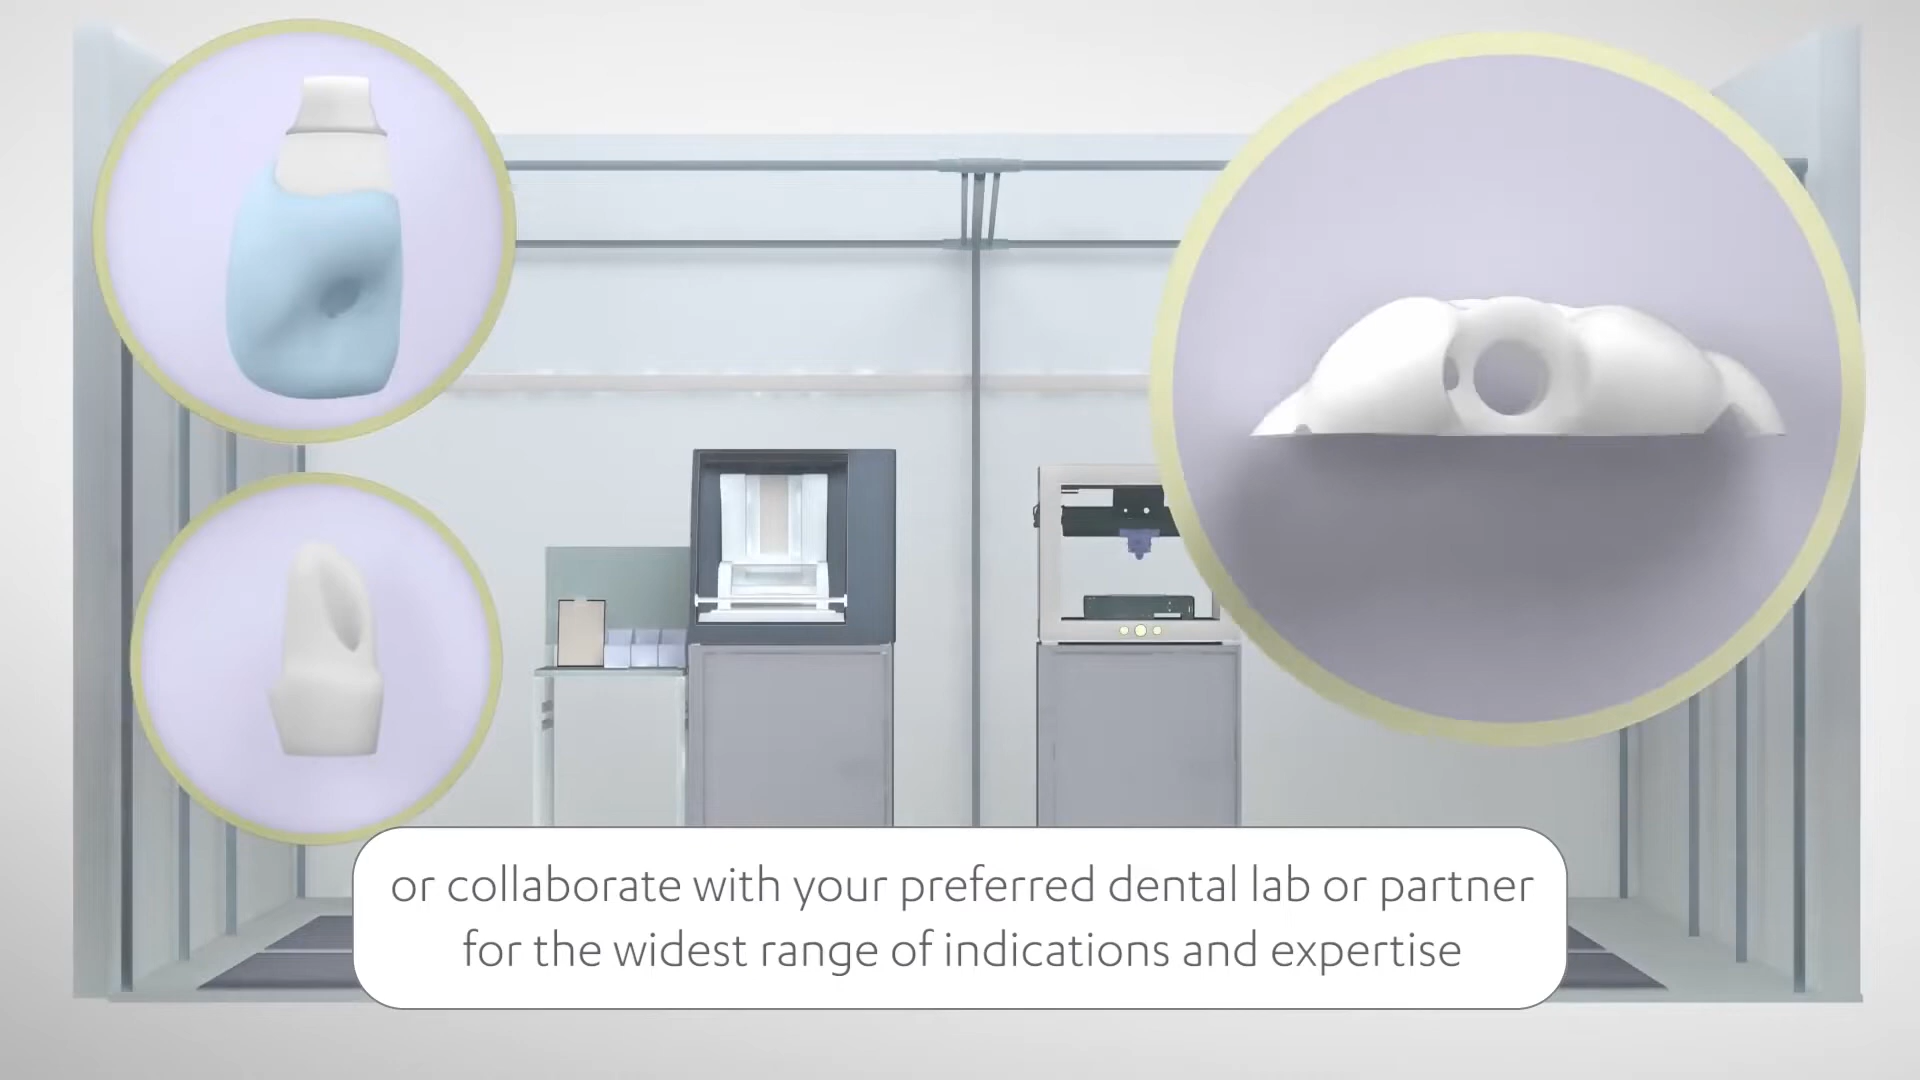 or collaborate with your preferred dental lab or partner
for the widest range of indications and expertise